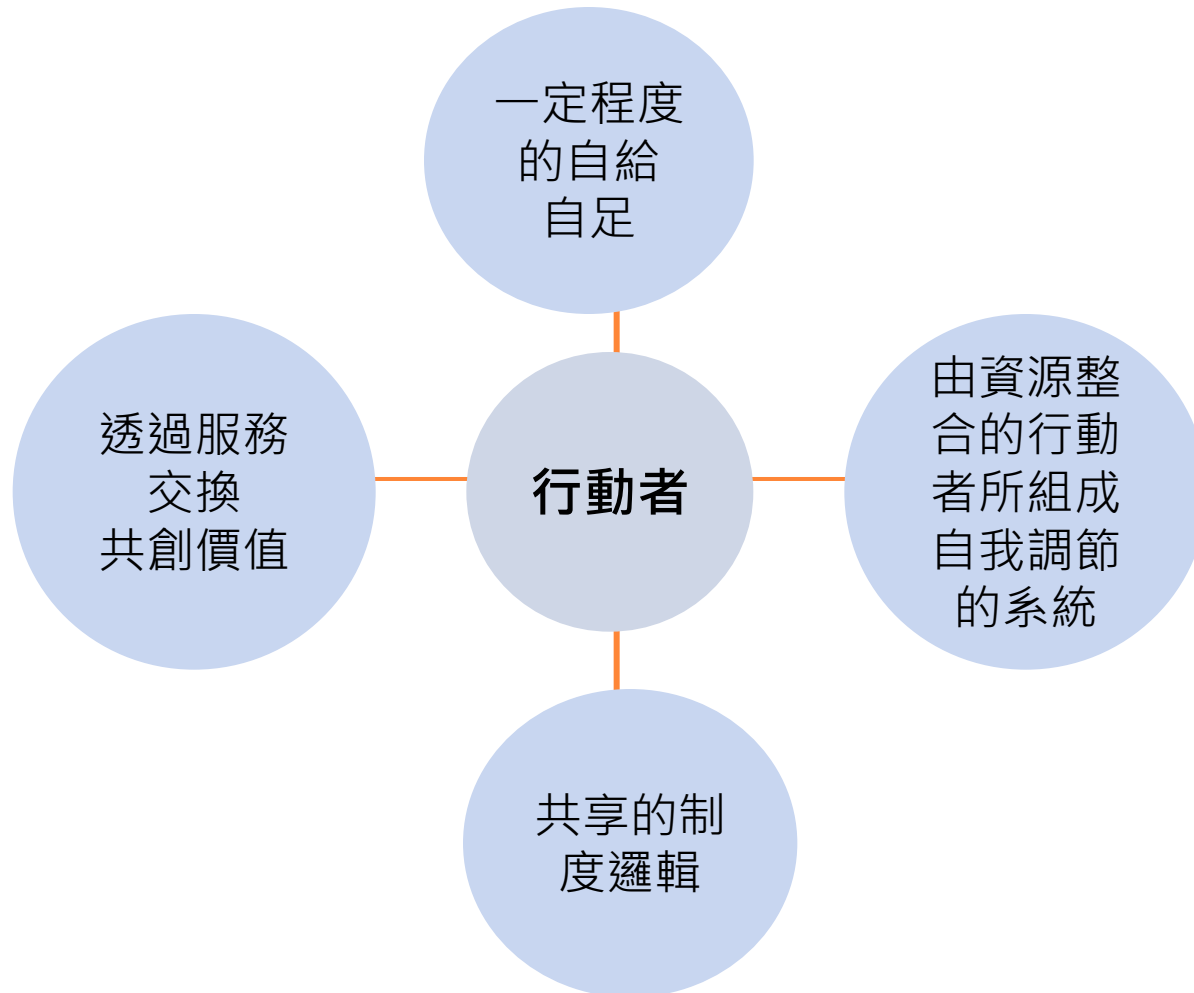 一定程度
的自給
自足
透過服務
交換
共創價值
行動者
由資源整
合的行動
者所組成
自我調節
的系統
共享的制
度邏輯